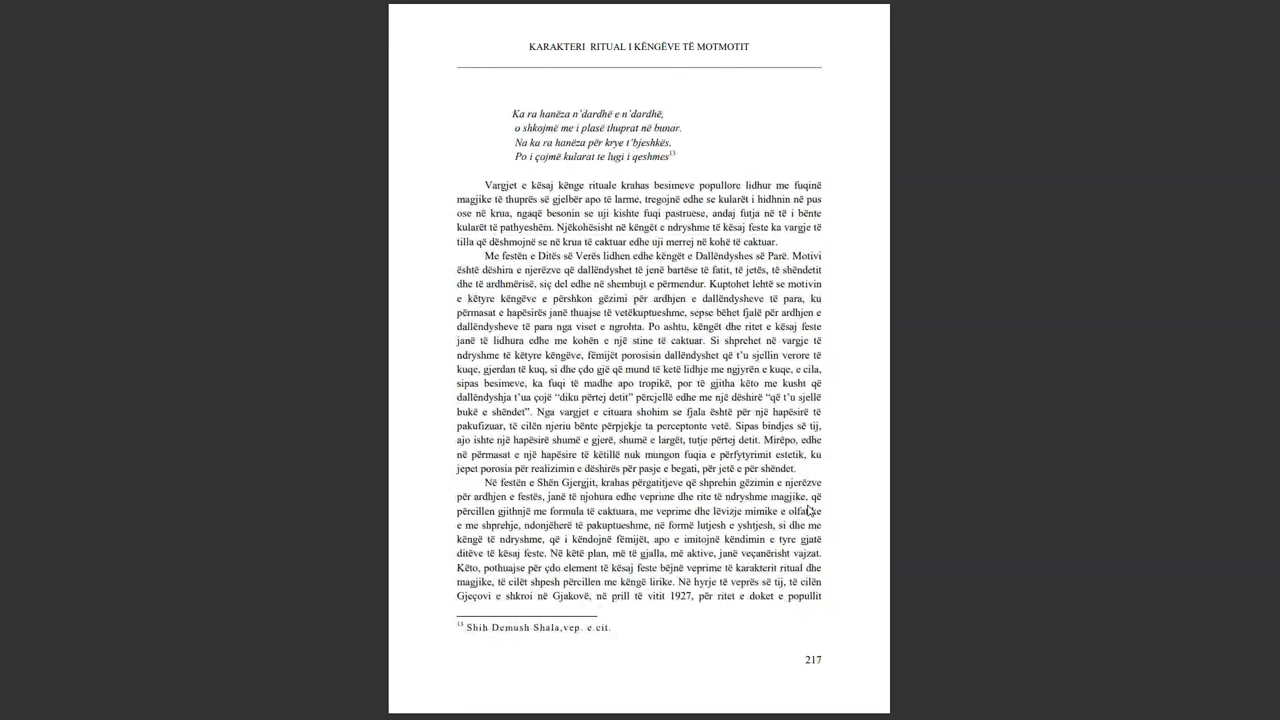 KARAKTERI RITUAL I KËNGËVE TË MOTMOTIT
Ka ra hanëza n’dardhë e n’dardhë,
o shkojmë me i plasë thuprat në bunar.
Na ka ra hanëza për krye t’bjeshkës.
Po i çojmë kularat te lugi i qeshmes13.
Vargjet e kësaj kënge rituale krahas besimeve popullore lidhur me fuqinë
magjike të thuprës së gjelbër apo të larme, tregojnë edhe se kularët i hidhnin në pus
ose në krua, ngaqë besonin se uji kishte fuqi pastruese, andaj futja në të i bënte
kularët të pathyeshëm. Njëkohësisht në këngët e ndryshme të kësaj feste ka vargje të
tilla që dëshmojnë se në krua të caktuar edhe uji merrej në kohë të caktuar.
Me festën e Ditës së Verës lidhen edhe këngët e Dallëndyshes së Parë. Motivi
është dëshira e njerëzve që dallëndyshet të jenë bartëse të fatit, të jetës, të shëndetit
dhe të ardhmërisë, siç del edhe në shembujt e përmendur. Kuptohet lehtë se motivin
e këtyre këngëve e përshkon gëzimi për ardhjen e dallëndysheve të para, ku
përmasat e hapësirës janë thuajse të vetëkuptueshme, sepse bëhet fjalë për ardhjen e
dallëndysheve të para nga viset e ngrohta. Po ashtu, këngët dhe ritet e kësaj feste
janë të lidhura edhe me kohën e një stine të caktuar. Si shprehet në vargje të
ndryshme të këtyre këngëve, fëmijët porosisin dallëndyshet që t’u sjellin verore të
kuqe, gjerdan të kuq, si dhe çdo gjë që mund të ketë lidhje me ngjyrën e kuqe, e cila,
sipas besimeve, ka fuqi të madhe apo tropikë, por të gjitha këto me kusht që
dallëndyshja t’ua çojë “diku përtej detit” përcjellë edhe me një dëshirë “që t’u sjellë
bukë e shëndet”. Nga vargjet e cituara shohim se fjala është për një hapësirë të
pakufizuar, të cilën njeriu bënte përpjekje ta perceptonte vetë. Sipas bindjes së tij,
ajo ishte një hapësirë shumë e gjerë, shumë e largët, tutje përtej detit. Mirëpo, edhe
në përmasat e një hapësire të këtillë nuk mungon fuqia e përfytyrimit estetik, ku
jepet porosia për realizimin e dëshirës për pasje e begati, për jetë e për shëndet.
Në festën e Shën Gjergjit, krahas përgatitjeve që shprehin gëzimin e njerëzve
për ardhjen e festës, janë të njohura edhe veprime dhe rite të ndryshme magjike, që
përcillen gjithnjë me formula të caktuara, me veprime dhe lëvizje mimike e
e me shprehje, ndonjëherë të pakuptueshme, në formë lutjesh e yshtjesh, si dhe me
këngë të ndryshme, që i këndojnë fëmijët, apo e imitojnë këndimin e tyre gjatë
ditëve të kësaj feste. Në këtë plan, më të gjalla, më aktive, janë veçanërisht vajzat.
Këto, pothuajse për çdo element të kësaj feste bëjnë veprime të karakterit ritual dhe
magjike, të cilët shpesh përcillen me këngë lirike. Në hyrje të veprës së tij, të cilën
Gjeçovi e shkroi në Gjakovë, në prill të vitit 1927, për ritet e doket e popullit
13 Shih Demush Shala,vep. e cit.
217